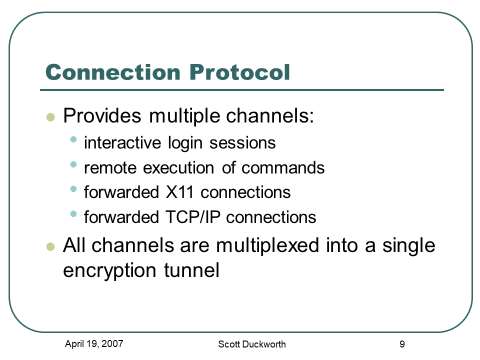 Connection Protocol
Provides multiple channels:
interactive login sessions
remote execution of commands
forwarded X11 connections
forwarded TCP/IP connections
All channels are multiplexed into a single
encryption tunnel
April 19, 2007
Scott Duckworth
9